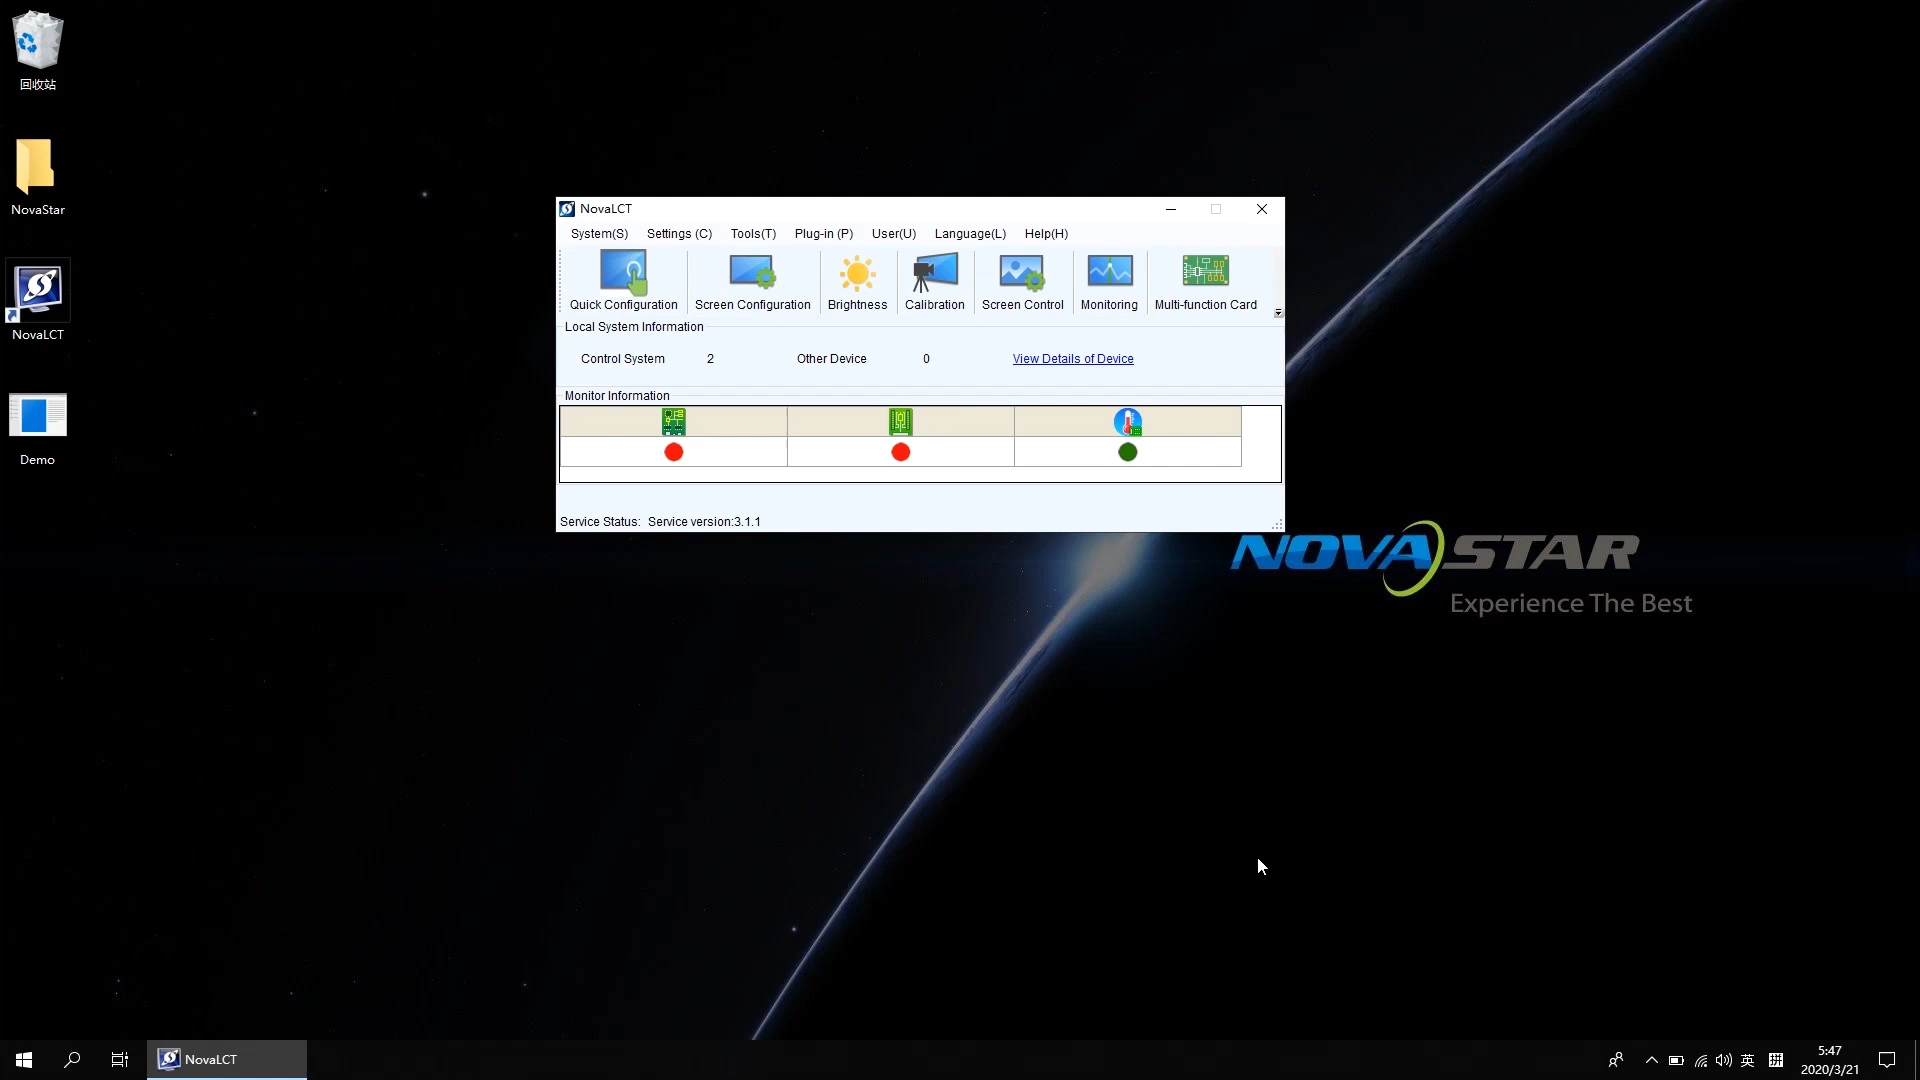 回收站
NovaStar
NovaLCT
Demo
NovaLCT
System(S) Settings (C) Tools(T) Plug-in (P) User(U) Language(L) Help(H)
Quick Configuration Screen Configuration Brightness Calibration Screen Control Monitoring Multi-function Card
Local System Information
Control System 2 Other Device 0 View Details of Device
Monitor Information
Service Status: Service version:3.1.1
NOVASTAR
Experience The Best
NovaLCT
英 拼
5:47
2020/3/21